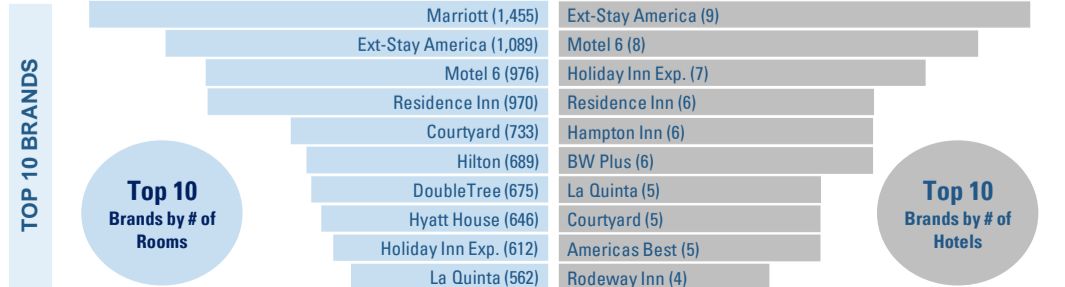 TOP 10 BRANDS
Marriott (1,455)
Ext-Stay America (1,089)
Motel 6 (976)
Residence Inn (970)
Courtyard (733)
Hilton (689)
DoubleTree (675)
Hyatt House (646)
Holiday Inn Exp. (612)
La Quinta (562)
Top 10
Brands by # of
Rooms
Ext-Stay America (9)
Motel 6 (8)
Holiday Inn Exp. (7)
Residence Inn (6)
Hampton Inn (6)
BW Plus (6)
La Quinta (5)
Courtyard (5)
Americas Best (5)
Rodeway Inn (4)
Top 10
Brands by # of
Hotels